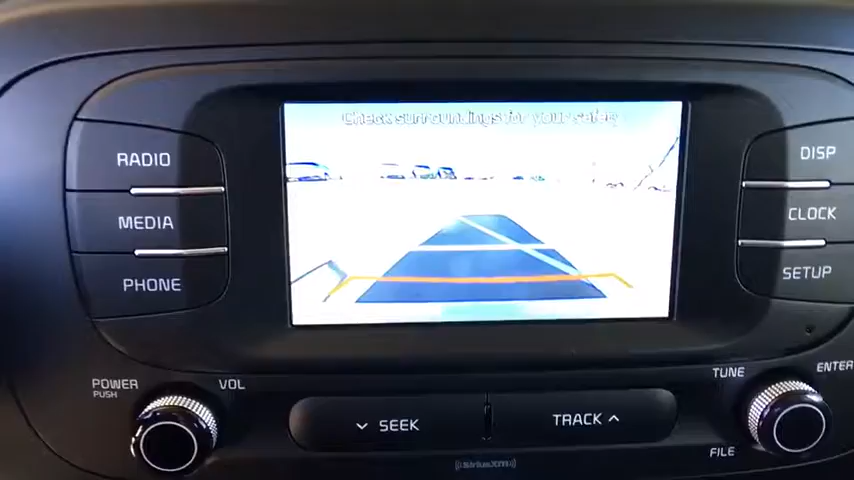 Check surroundings for your safety
RADIO
MEDIA
PHONE
DISP
CLOCK
SETUP
POWER
PUSH
VOL
SEEK
TRACK
TUNE
ENTER
FILE
SiriusXM